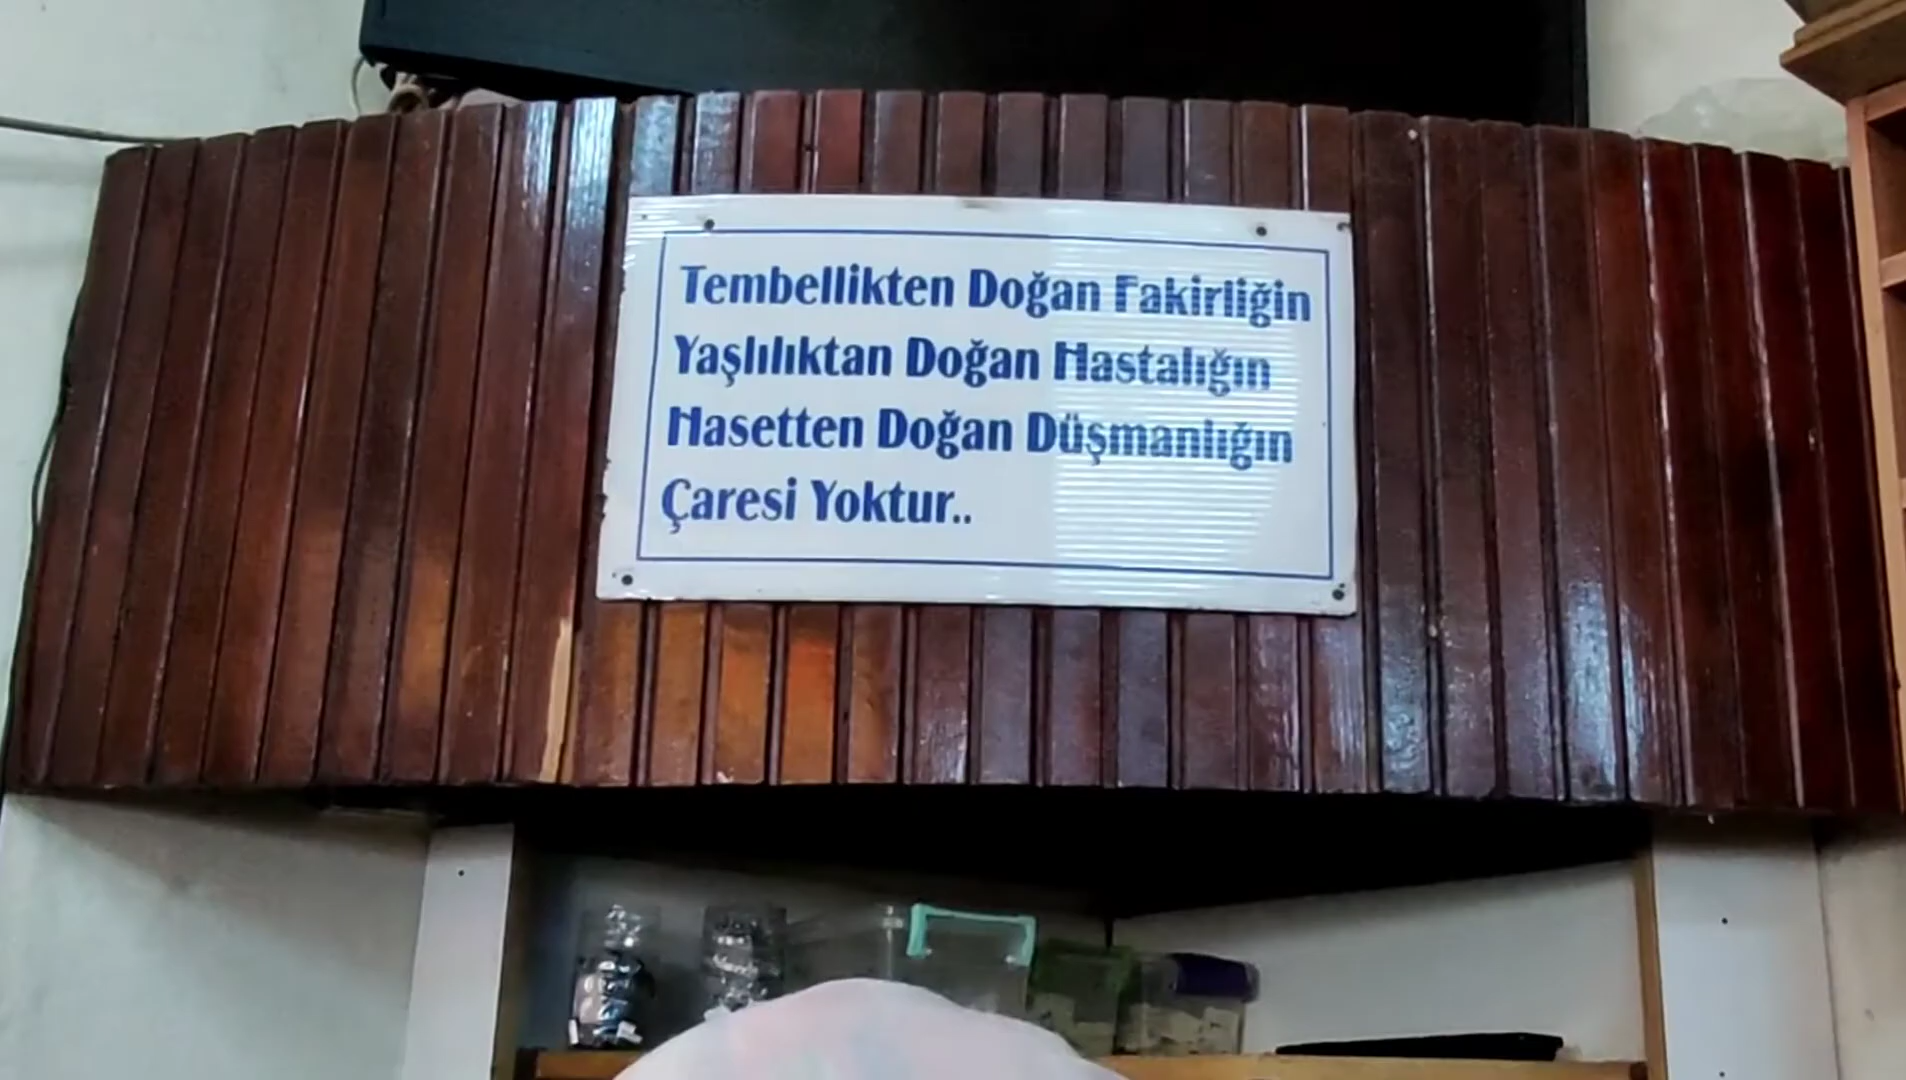 Tembellikten Doğan Fakirliğin
Yaşlılıktan Doğan Hastalığın
Hasetten Doğan Düşmanlığın
Çaresi Yoktur..